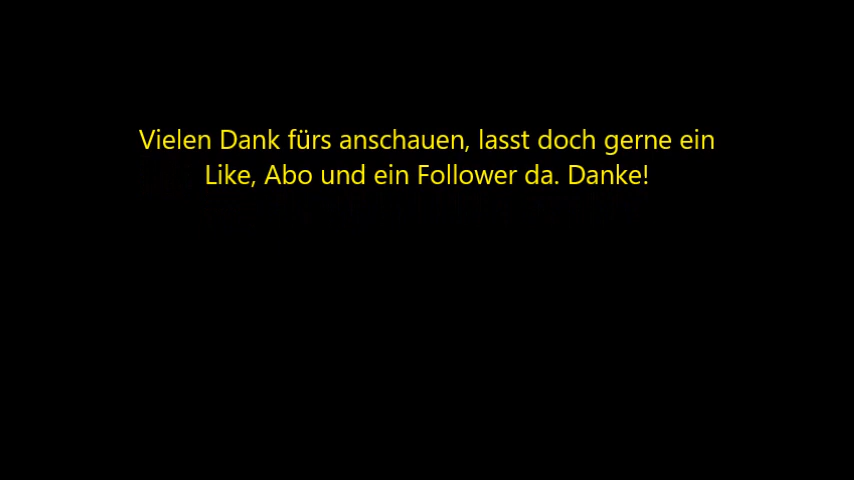 Vielen Dank fürs anschauen, lasst doch gerne ein
Like, Abo und ein Follower da. Danke!